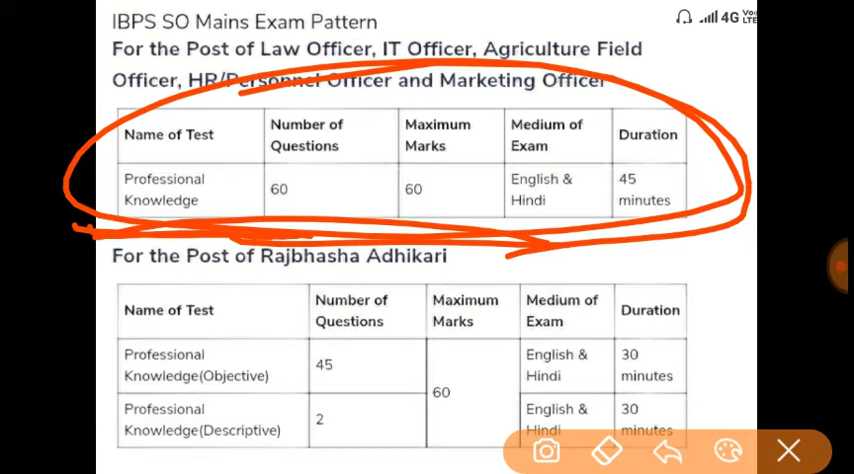 IBPS SO Mains Exam Pattern
4G Vo)
LTE
For the Post of Law Officer, IT Officer, Agriculture Field
Officer, HR/Personnel Officer and Marketing Officer
Name of Test Number of Questions Maximum Marks Medium of Exam Duration
Professional Knowledge 60 60 English & Hindi 45 minutes
For the Post of Rajbhasha Adhikari
Name of Test Number of Questions Maximum Marks Medium of Exam Duration
Professional Knowledge(Objective) 45 60 English & Hindi 30 minutes
Professional Knowledge(Descriptive) 2 English & Hindi 30 minutes